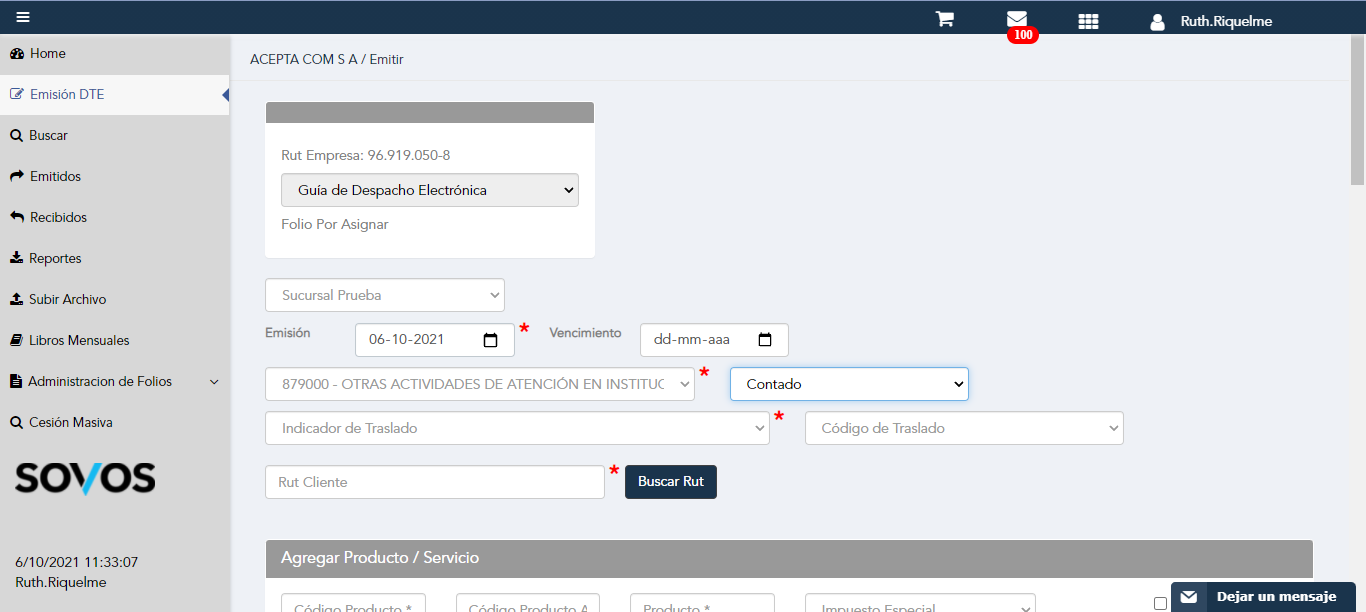 Ruth.Riquelme
100
Home
ACEPTA COM S A / Emitir
Emisión DTE
Buscar
Emitidos
Recibidos
Reportes
Subir Archivo
Libros Mensuales
Administracion de Folios
Cesión Masiva
SOVOS
6/10/2021 11:33:07
Ruth.Riquelme
Rut Empresa: 96.919.050-8
Guía de Despacho Electrónica
Folio Por Asignar
Sucursal Prueba
Emisión 06-10-2021 * Vencimiento dd-mm-aaa
879000 - OTRAS ACTIVIDADES DE ATENCIÓN EN INSTITUC * Contado
Indicador de Traslado * Código de Traslado
Rut Cliente * Buscar Rut
Agregar Producto / Servicio
Código Producto * Código Producto A Producto * Impuesto Especial
Dejar un mensaje